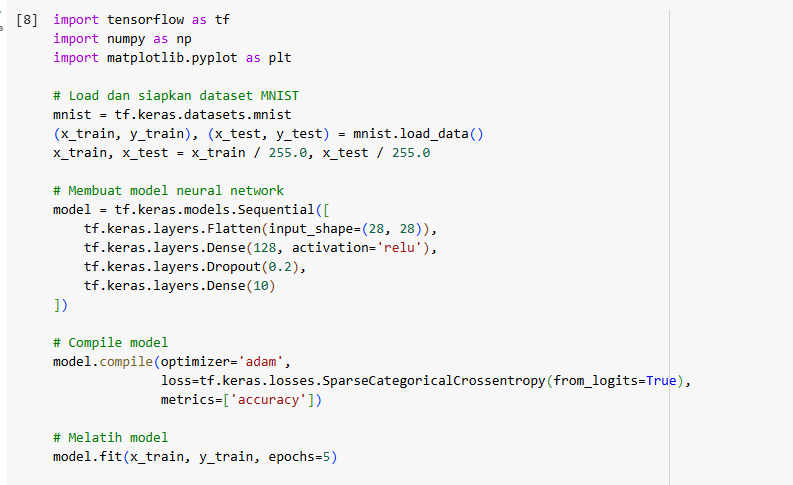 [8] import tensorflow as tf
import numpy as np
import matplotlib.pyplot as plt
# Load dan siapkan dataset MNIST
mnist = tf.keras.datasets.mnist
(x_train, y_train), (x_test, y_test) = mnist.load_data()
x_train, x_test = x_train / 255.0, x_test / 255.0
# Membuat model neural network
model = tf.keras.models.Sequential([
    tf.keras.layers.Flatten(input_shape=(28, 28)),
    tf.keras.layers.Dense(128, activation='relu'),
    tf.keras.layers.Dropout(0.2),
    tf.keras.layers.Dense(10)
])
# Compile model
model.compile(optimizer='adam',
              loss=tf.keras.losses.SparseCategoricalCrossentropy(from_logits=True),
              metrics=['accuracy'])
# Melatih model
model.fit(x_train, y_train, epochs=5)